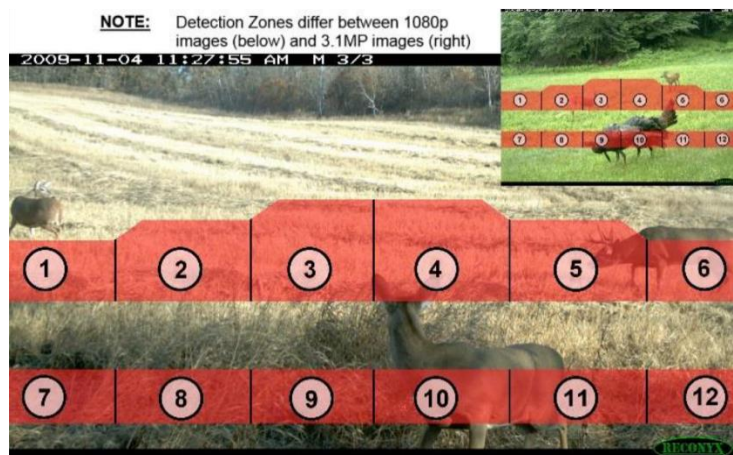 NOTE: Detection Zones differ between 1080p
images (below) and 3.1MP images (right)
2009-11-04 11:27:55 AM M 3/3
1 2 3 4 5 6
7 8 9 10 11 12
1 2 3 4 5 6
7 8 9 10 11 12
RECONYX